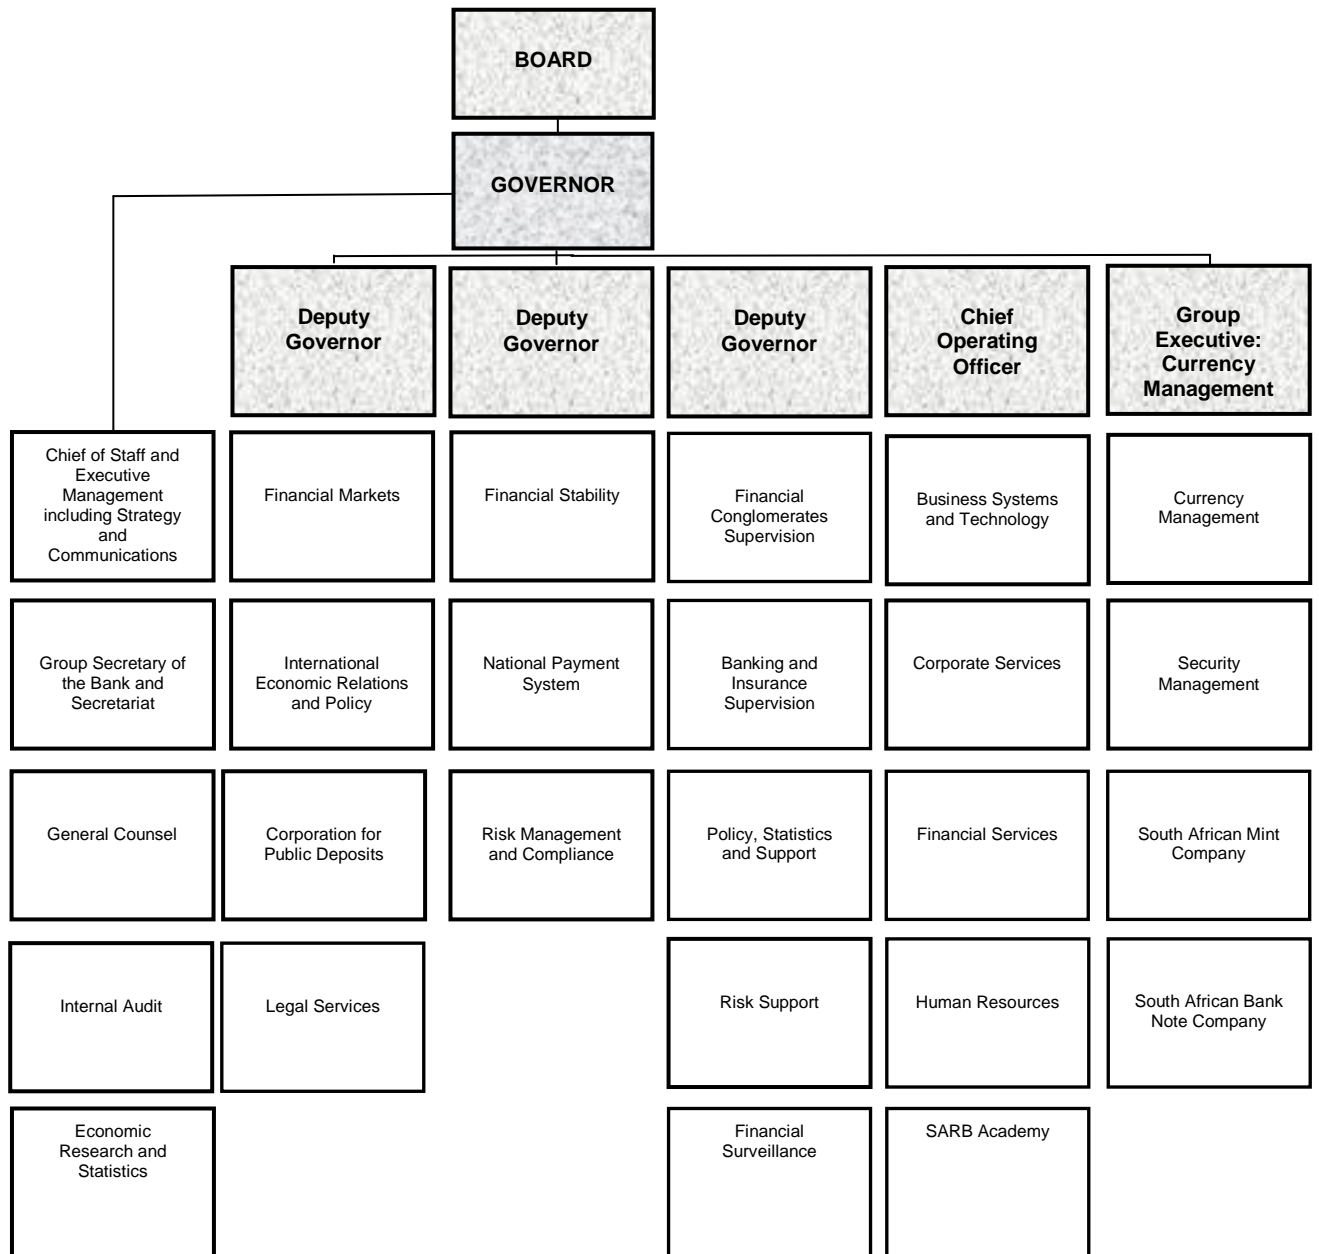 BOARD
GOVERNOR
Deputy
Governor
Deputy
Governor
Deputy
Governor
Chief
Operating
Officer
Group
Executive:
Currency
Management
Chief of Staff and
Executive
Management
including Strategy
and
Communications
Financial Markets
Financial Stability
Financial
Conglomerates
Supervision
Business Systems
and Technology
Currency
Management
Group Secretary of
the Bank and
Secretariat
International
Economic Relations
and Policy
National Payment
System
Banking and
Insurance
Supervision
Corporate Services
Security
Management
General Counsel
Corporation for
Public Deposits
Risk Management
and Compliance
Policy, Statistics
and Support
Financial Services
South African Mint
Company
Internal Audit
Legal Services
Risk Support
Human Resources
South African Bank
Note Company
Economic
Research and
Statistics
Financial
Surveillance
SARB Academy